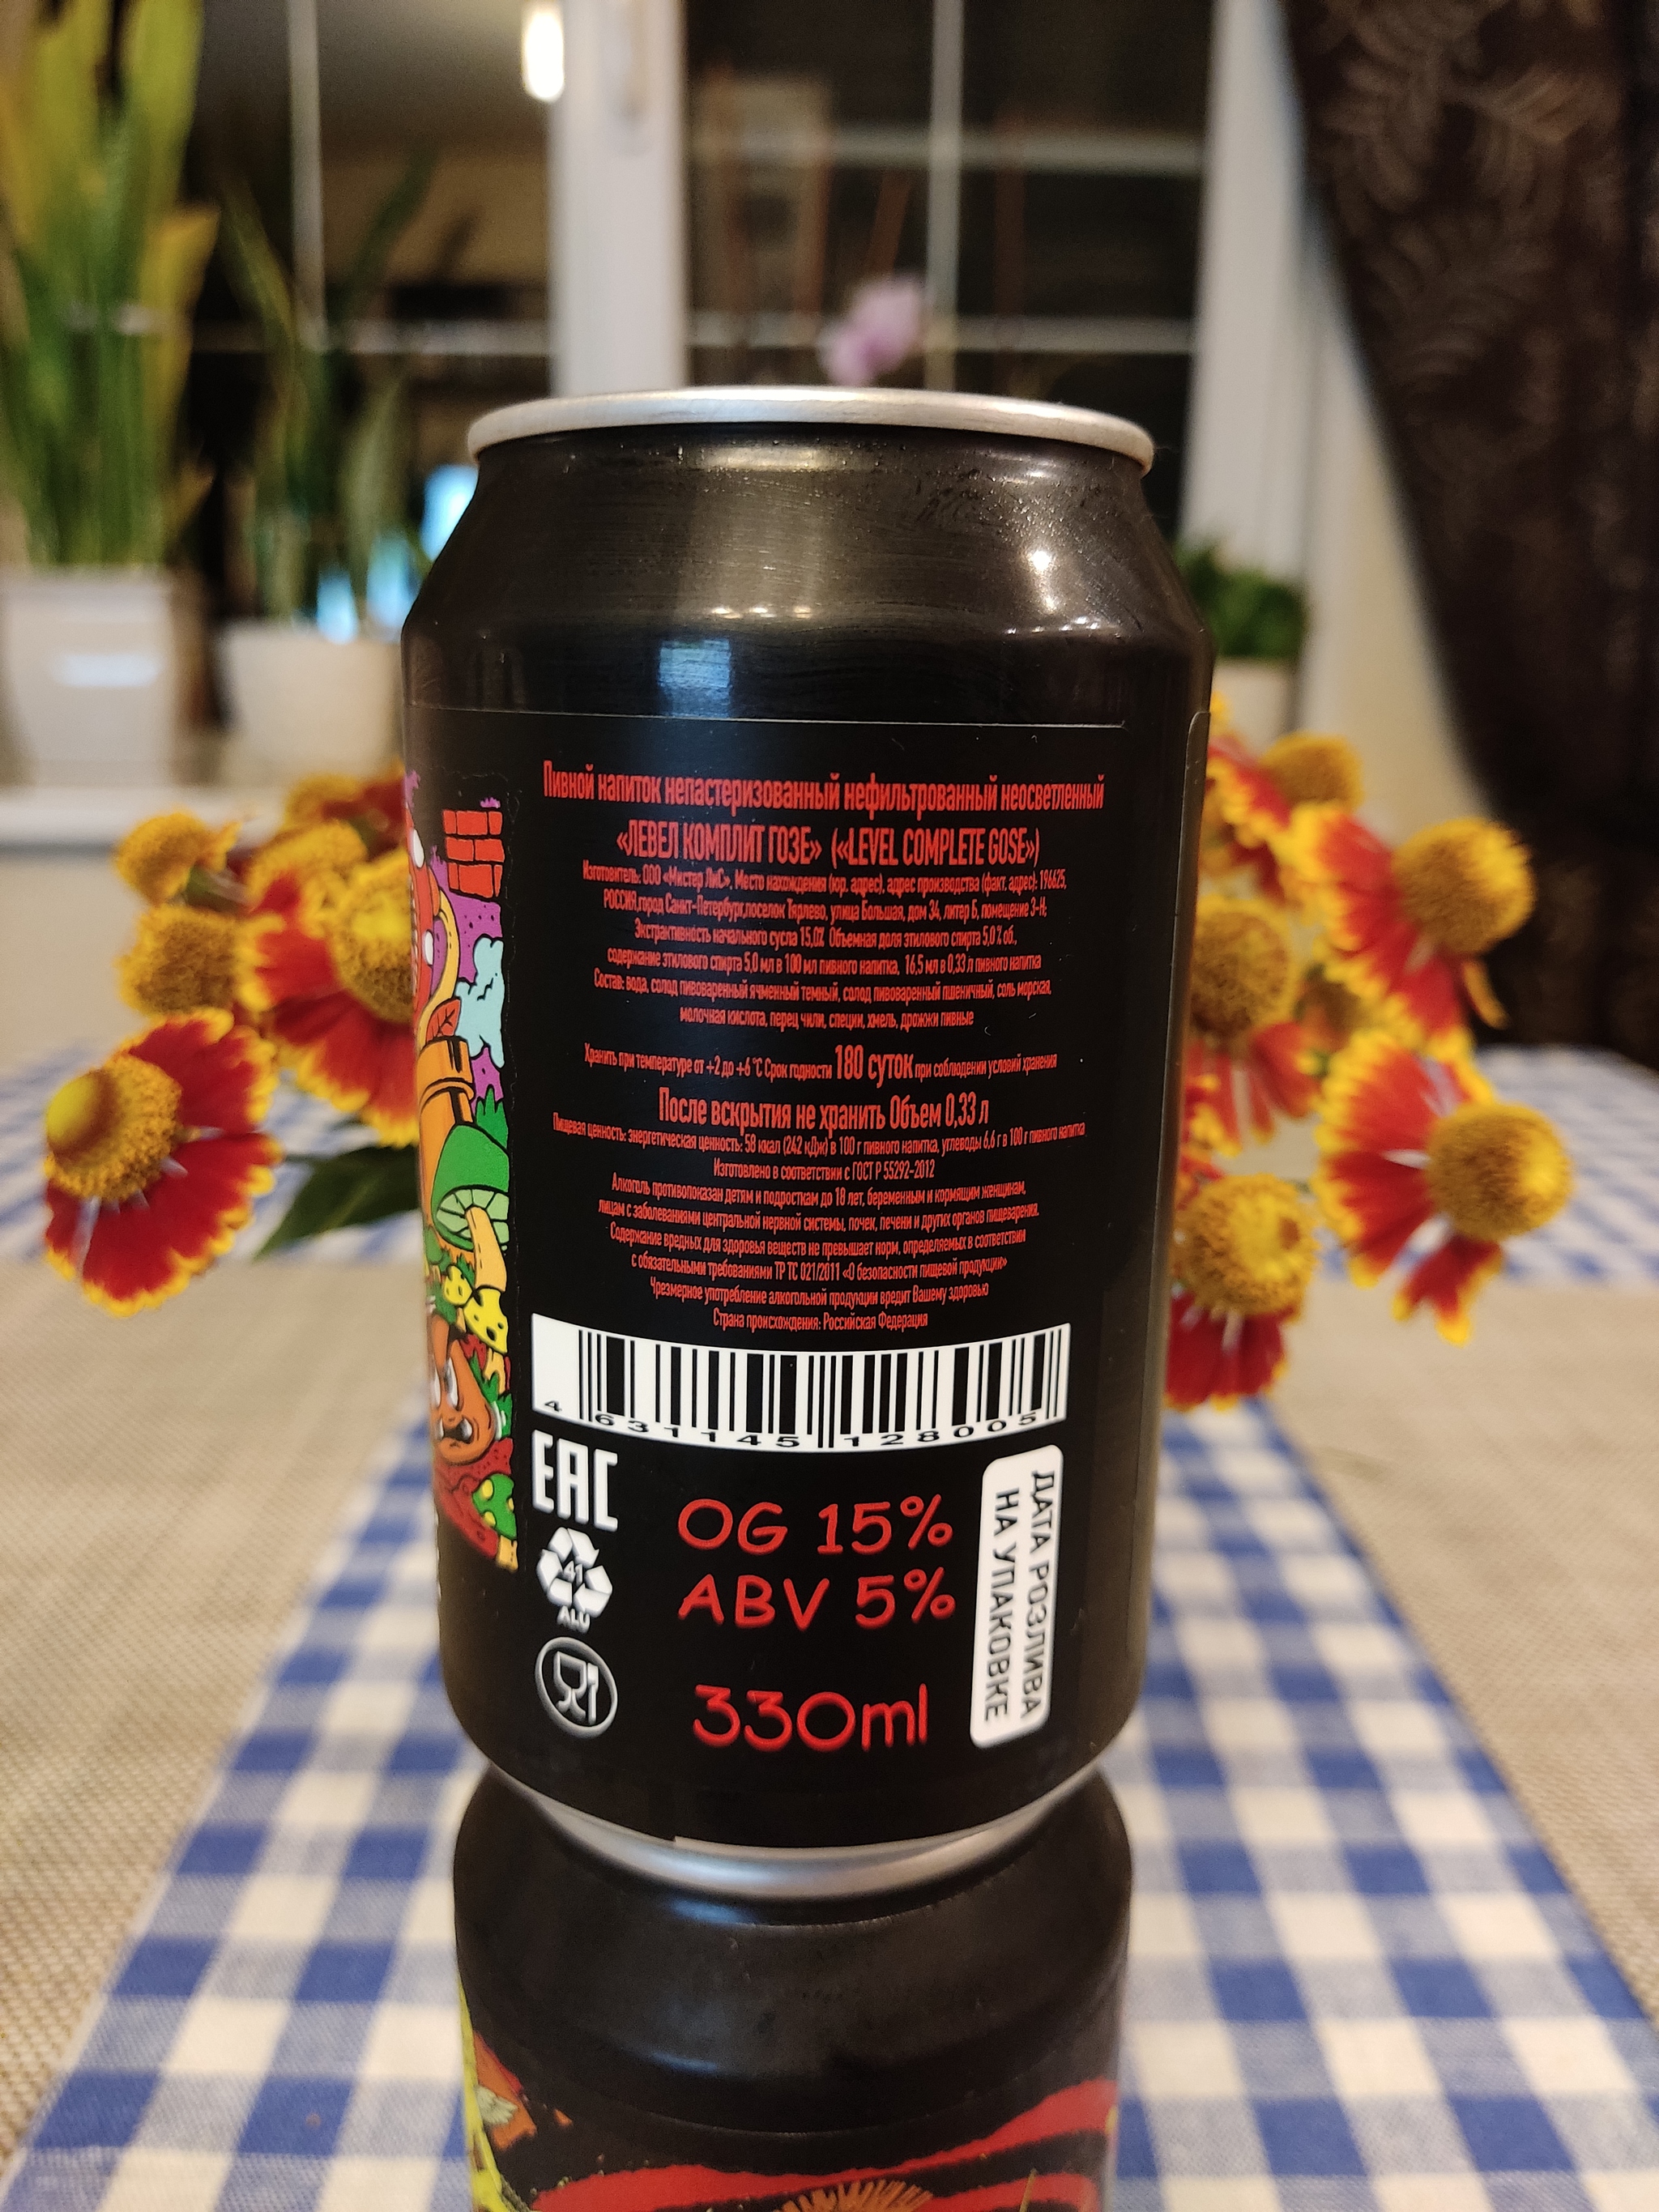 Пивной напиток непастеризованный нефильтрованный неосветленный
«ЛЕВЕЛ КОМПЛИТ ГОЗЕ» («LEVEL COMPLETE GOSE»)
Изготовитель: ООО «Мистер ЛиС». Место нахождения (юр. адрес), адрес производства (факт. адрес): 196625,
РОССИЯ,город Санкт-Петербург,поселок Тярлево, улица Большая, дом 34, литер Б, помещение 3-Н;
Экстрактивность начального сусла 15,0% Объемная доля этилового спирта 5,0% об.,
содержание этилового спирта 5,0 мл в 100 мл пивного напитка, 16,5 мл в 0,33 л пивного напитка
Состав: вода, солод пивоваренный ячменный темный, солод пивоваренный пшеничный, соль морская,
молочная кислота, перец чили, специи, хмель, дрожжи пивные
Хранить при температуре от +2 до +6 °С Срок годности 180 суток при соблюдении условий хранения
После вскрытия не хранить Объем 0,33 л
Пищевая ценность: энергетическая ценность: 58 ккал (242 кДж) в 100 г пивного напитка, углеводы 6,6 г в 100 г пивного напитка
Изготовлено в соответствии с ГОСТ Р 55292-2012
Алкоголь противопоказан детям и подросткам до 18 лет, беременным и кормящим женщинам,
лицам с заболеваниями центральной нервной системы, почек, печени и других органов пищеварения.
Содержание вредных для здоровья веществ не превышает норм, определяемых в соответствии
с обязательными требованиями ТР ТС 021/2011 «О безопасности пищевой продукции»
Чрезмерное употребление алкогольной продукции вредит Вашему здоровью
Страна происхождения: Российская Федерация
4 631145 128005
EAC
41
ALU
OG 15%
ABV 5%
330ml
ДАТА РОЗЛИВА
НА УПАКОВКЕ